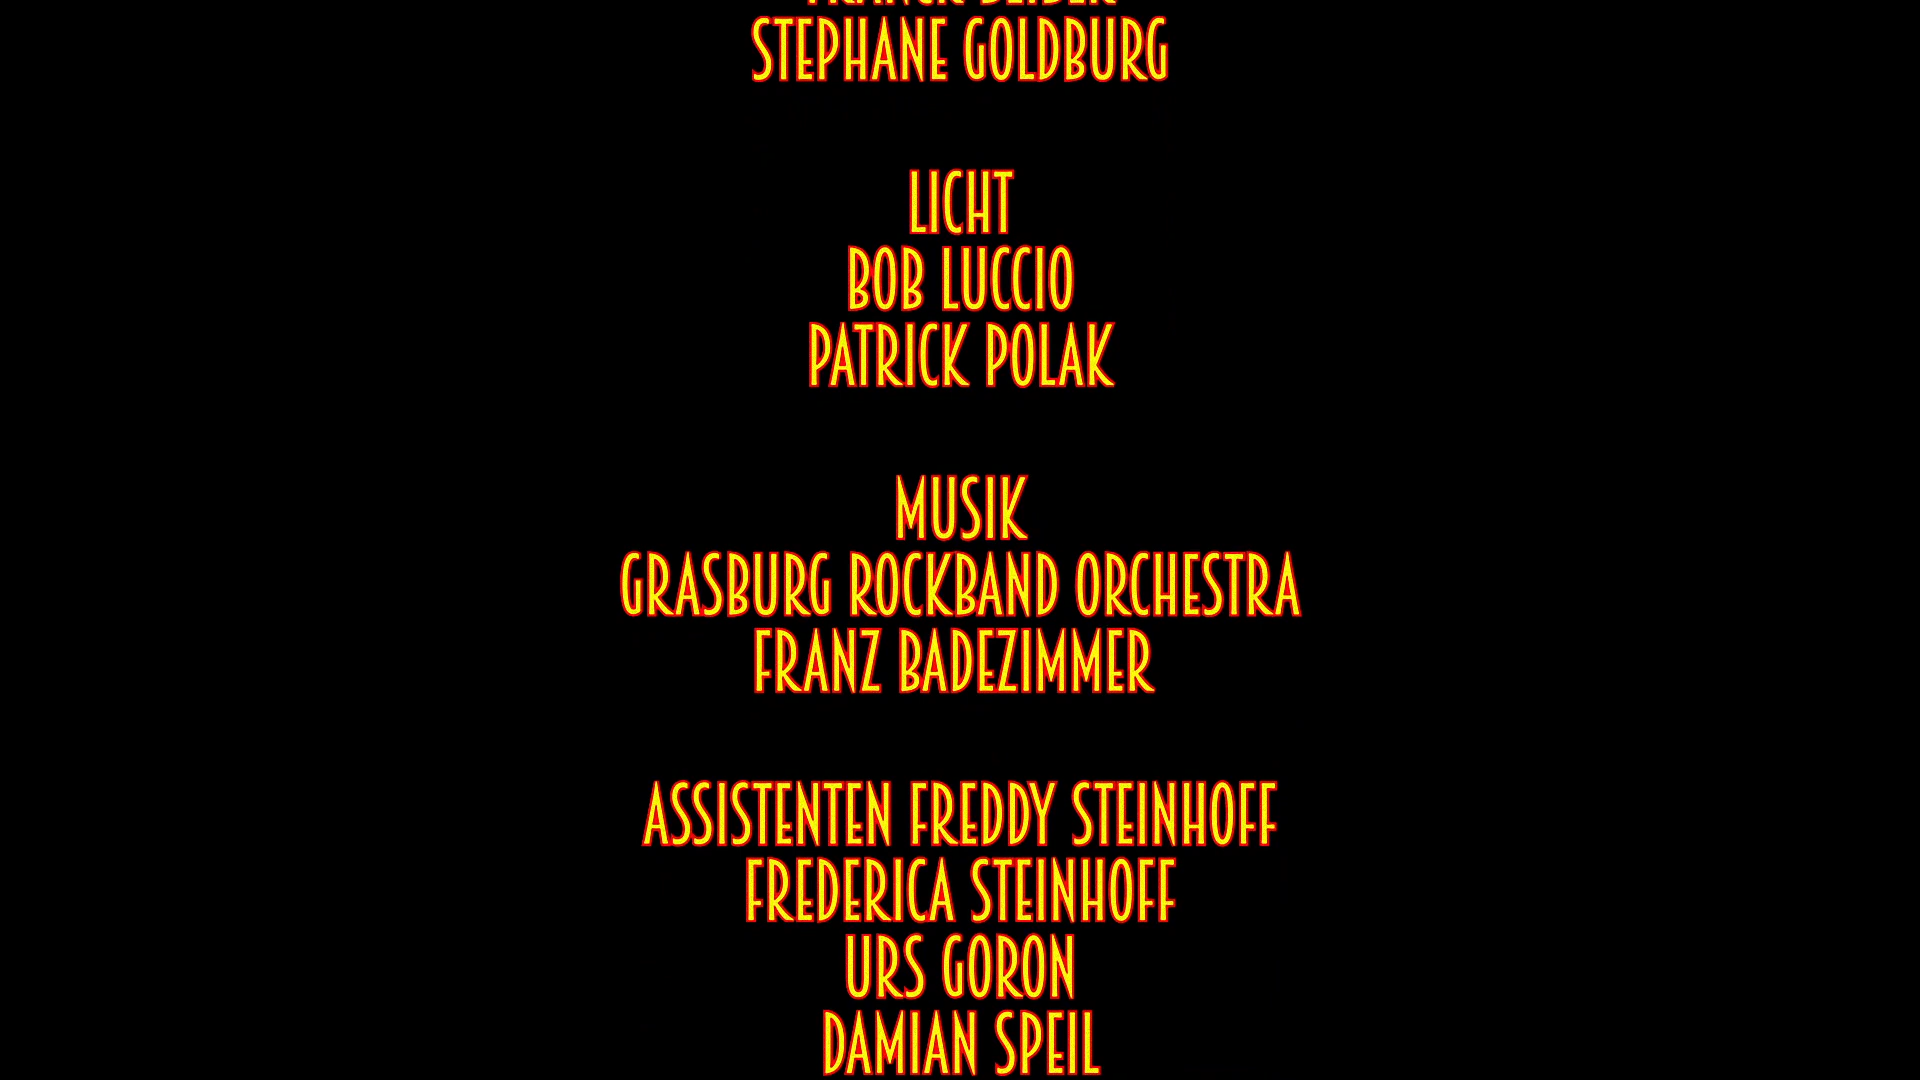 STEPHANE GOLDBURG
LICHT
BOB LUCCIO
PATRICK POLAK
MUSIK
GRASBURG ROCKBAND ORCHESTRA
FRANZ BADEZIMMER
ASSISTENTEN FREDDY STEINHOFF
FREDERICA STEINHOFF
URS GORON
DAMIAN SPEIL